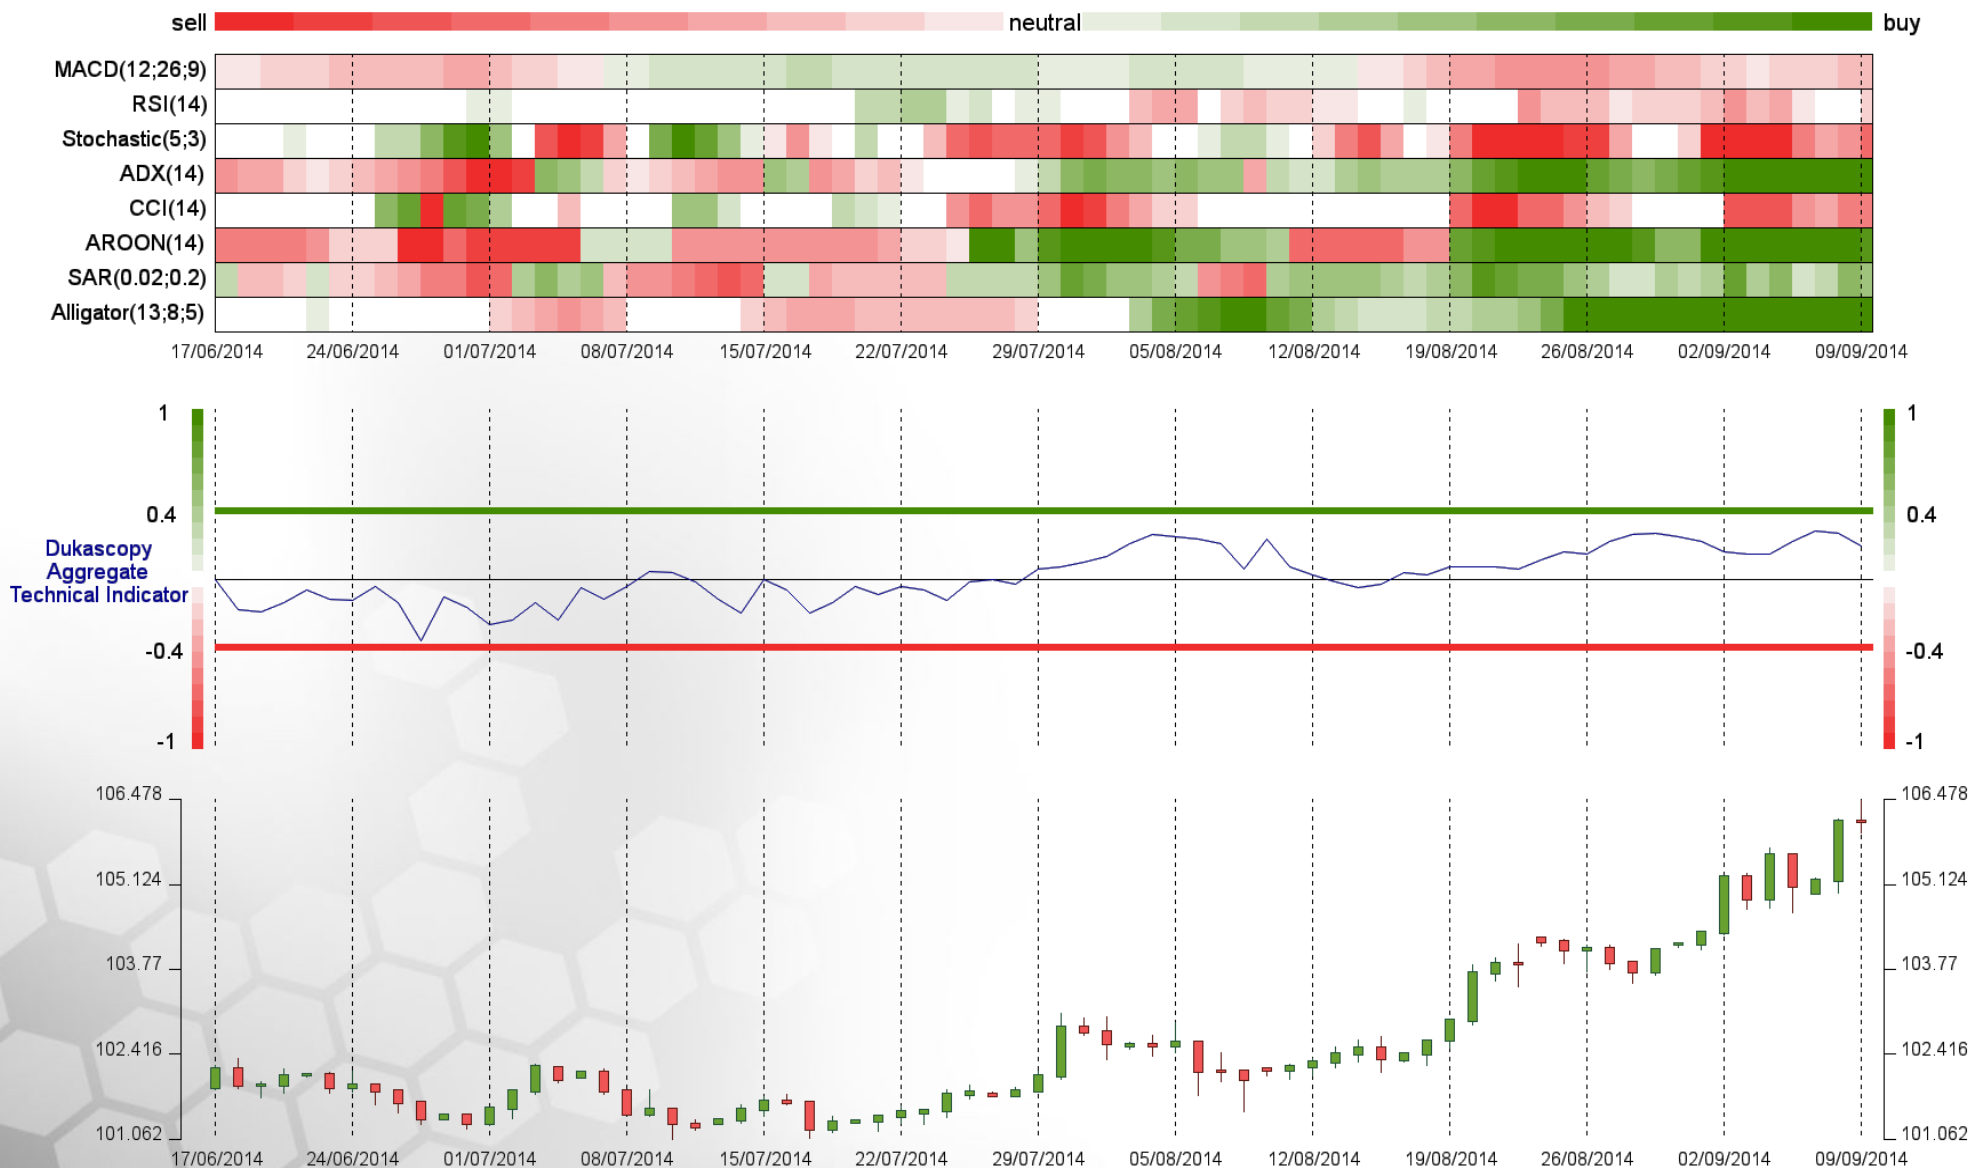 sell neutral buy
MACD(12;26;9)
RSI(14)
Stochastic(5;3)
ADX(14)
CCI(14)
AROON(14)
SAR(0.02;0.2)
Alligator(13;8;5)
17/06/2014 24/06/2014 01/07/2014 08/07/2014 15/07/2014 22/07/2014 29/07/2014 05/08/2014 12/08/2014 19/08/2014 26/08/2014 02/09/2014 09/09/2014
1 1
0.4 0.4
Dukascopy
Aggregate
Technical Indicator
-0.4 -0.4
-1 -1
106.478 106.478
105.124 105.124
103.77 103.77
102.416 102.416
101.062 101.062
17/06/2014 24/06/2014 01/07/2014 08/07/2014 15/07/2014 22/07/2014 29/07/2014 05/08/2014 12/08/2014 19/08/2014 26/08/2014 02/09/2014 09/09/2014